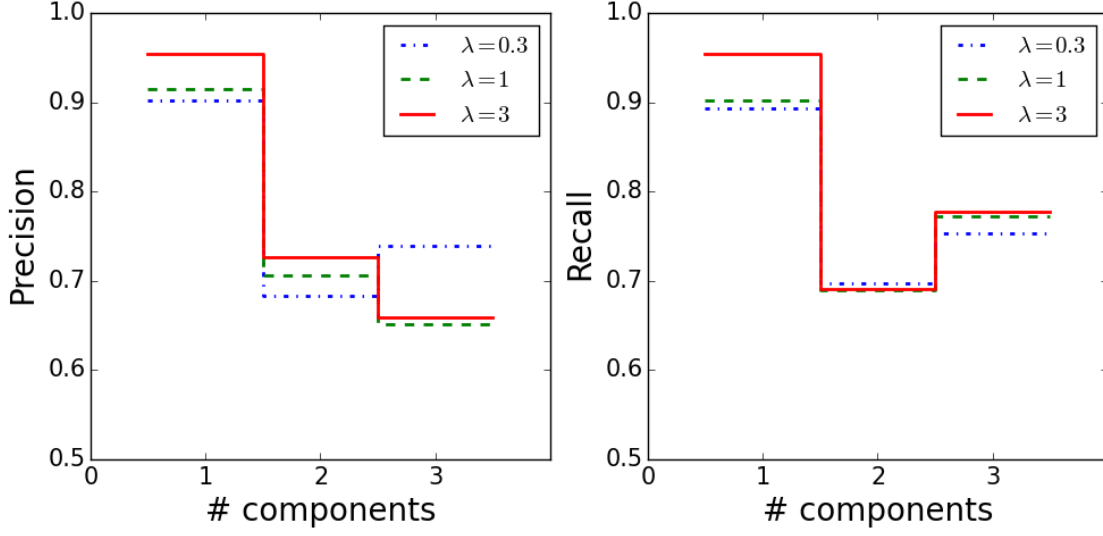 Precision
1.0
0.9
0.8
0.7
0.6
0.5
0
1
2
3
# components
λ=0.3
λ=1
λ=3
Recall
1.0
0.9
0.8
0.7
0.6
0.5
0
1
2
3
# components
λ=0.3
λ=1
λ=3